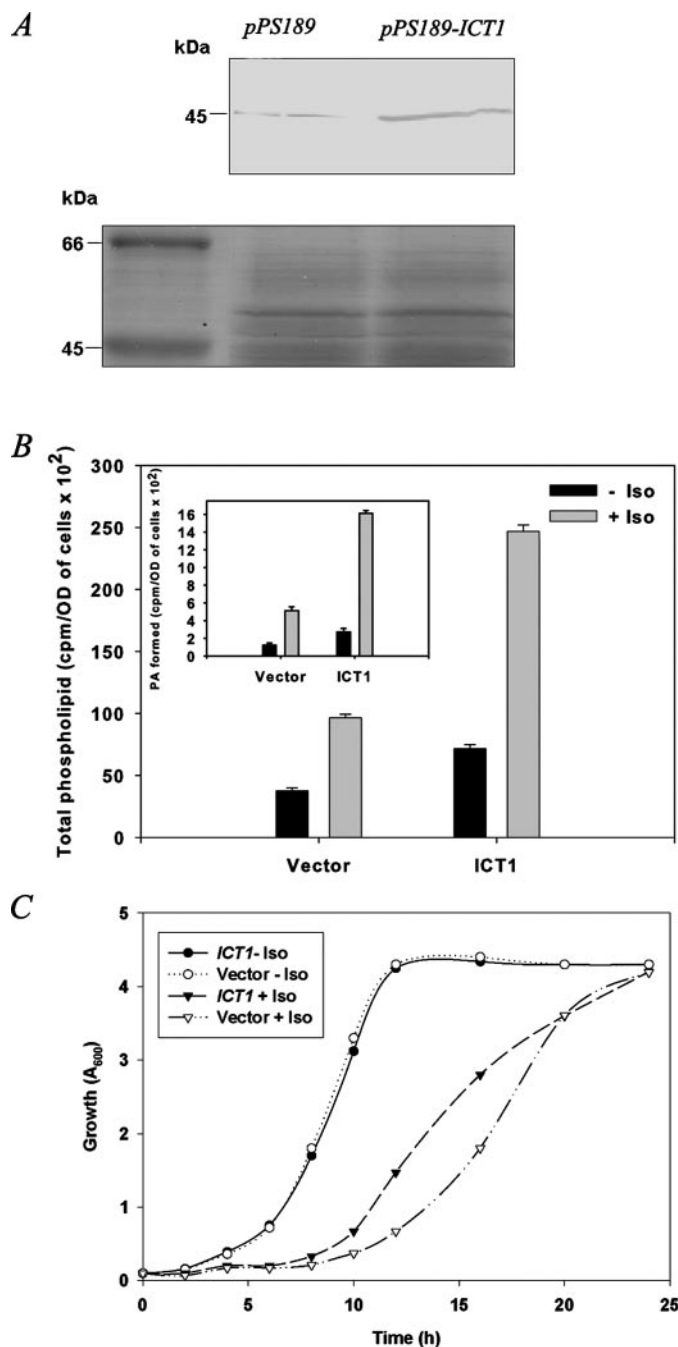 A
pPS189 pPS189-ICT1
kDa
45
kDa
66
45
B
Total phospholipid (cpm/OD of cells x 10²)
300
250
200
150
100
50
0
PA formed (cpm/OD of cells x 10²)
16
14
12
10
8
6
4
2
0
Vector ICT1
- Iso
+ Iso
Vector ICT1
C
Growth (A₆₀₀)
5
4
3
2
1
0
ICT1- Iso
Vector - Iso
ICT1 + Iso
Vector + Iso
0 5 10 15 20 25
Time (h)